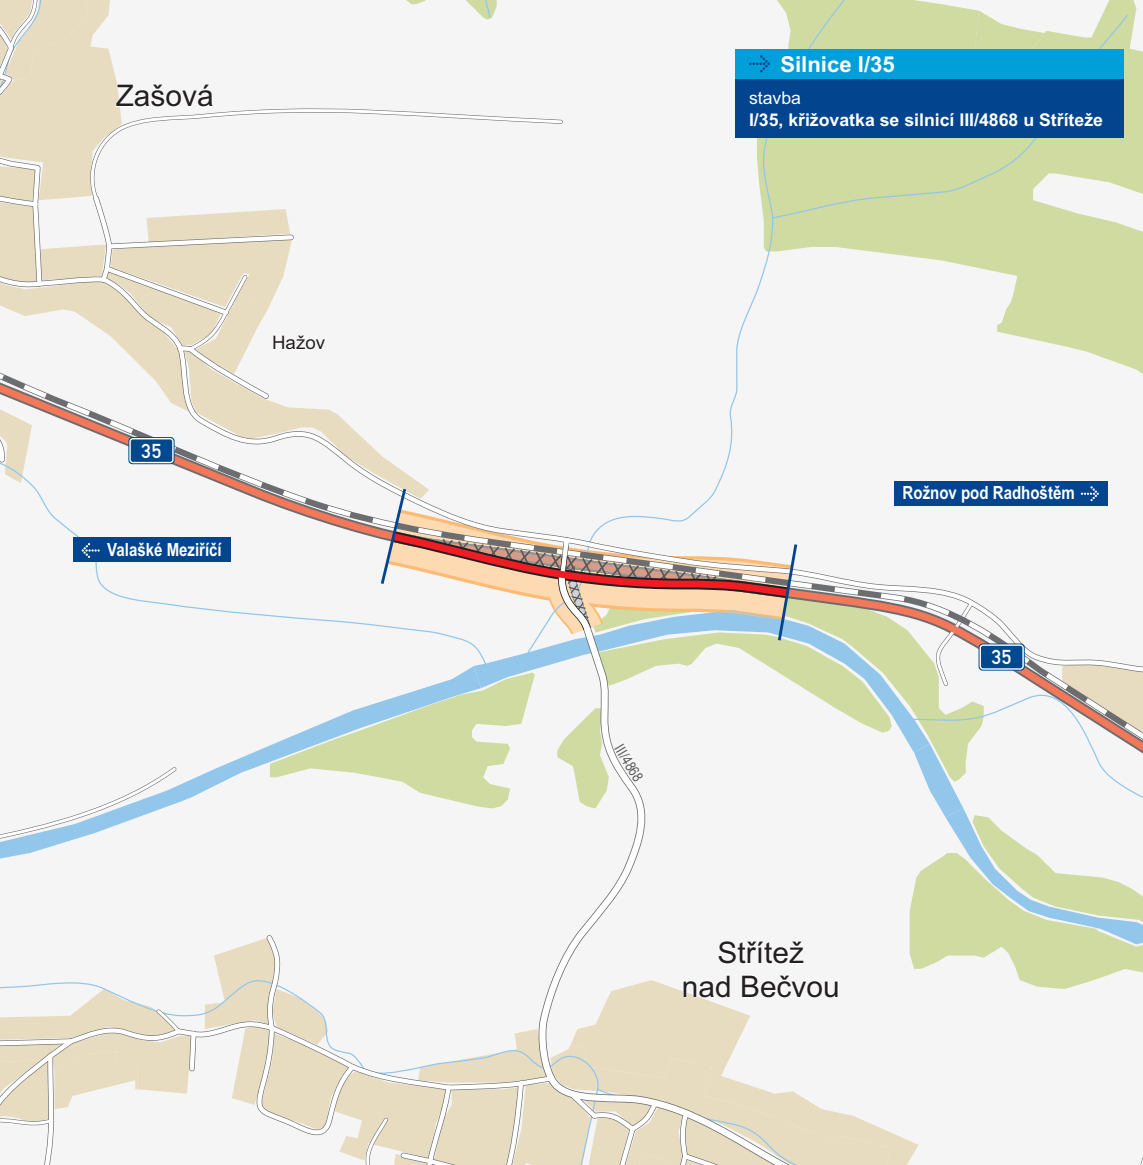 Silnice I/35
stavba
I/35, křižovatka se silnicí III/4868 u Stříteže
Zašová
Hažov
35
Rožnov pod Radhoštěm
Valašké Meziříčí
35
III/4868
Střítež
nad Bečvou